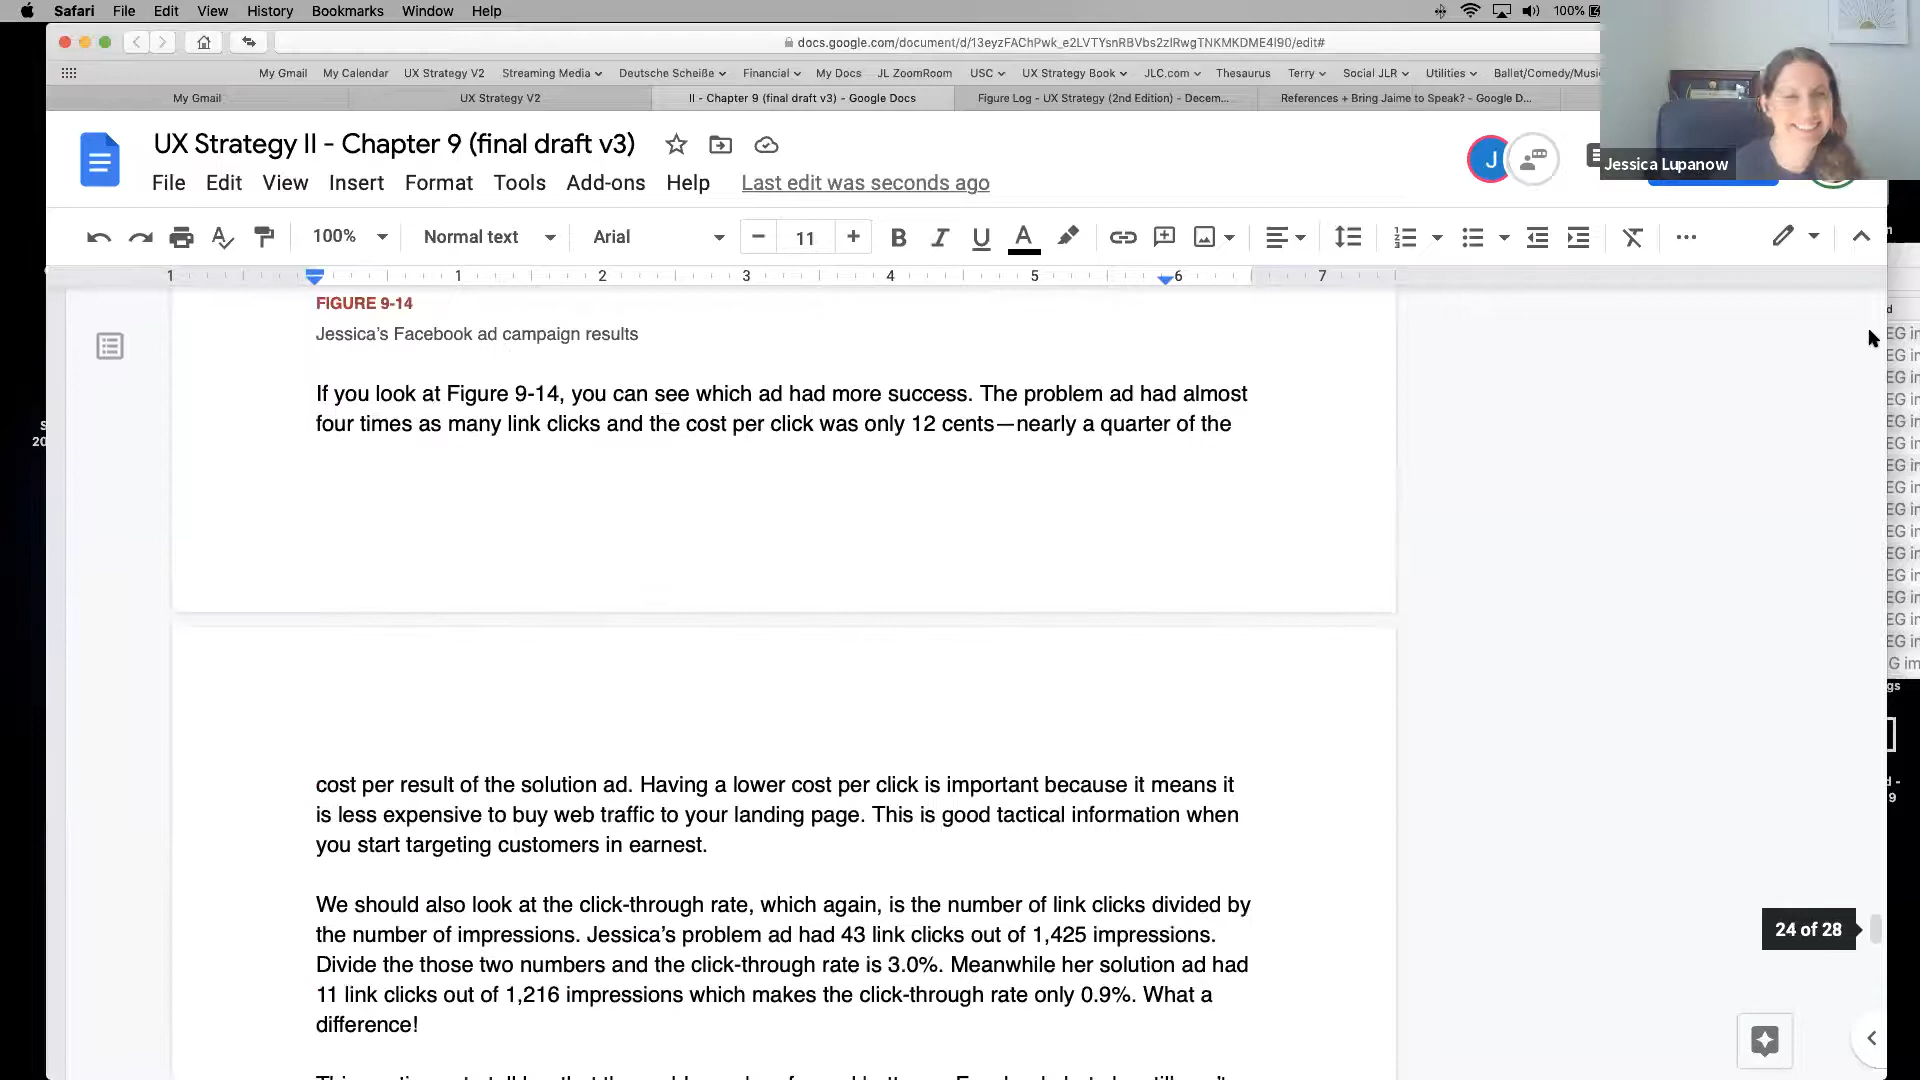 Safari File Edit View History Bookmarks Window Help 100%
docs.google.com/document/d/13eyzFAChPwk_e2LVTYsnRBVbs2zlRwgTNKMKDME4l90/edit#
My Gmail My Calendar UX Strategy V2 Streaming Media Deutsche Scheiße Financial My Docs JL ZoomRoom USC UX Strategy Book JLC.com Thesaurus Terry Social JLR Utilities Ballet/Comedy/Music
My Gmail UX Strategy V2 II - Chapter 9 (final draft v3) - Google Docs Figure Log - UX Strategy (2nd Edition) - Decem... References + Bring Jaime to Speak? - Google D...
UX Strategy II - Chapter 9 (final draft v3)
J
Jessica Lupanow
File Edit View Insert Format Tools Add-ons Help Last edit was seconds ago
100% Normal text Arial 11
1 1 2 3 4 5 6 7
FIGURE 9-14
Jessica’s Facebook ad campaign results
If you look at Figure 9-14, you can see which ad had more success. The problem ad had almost
four times as many link clicks and the cost per click was only 12 cents—nearly a quarter of the
cost per result of the solution ad. Having a lower cost per click is important because it means it
is less expensive to buy web traffic to your landing page. This is good tactical information when
you start targeting customers in earnest.
We should also look at the click-through rate, which again, is the number of link clicks divided by
the number of impressions. Jessica’s problem ad had 43 link clicks out of 1,425 impressions.
Divide the those two numbers and the click-through rate is 3.0%. Meanwhile her solution ad had
11 link clicks out of 1,216 impressions which makes the click-through rate only 0.9%. What a
difference!
24 of 28